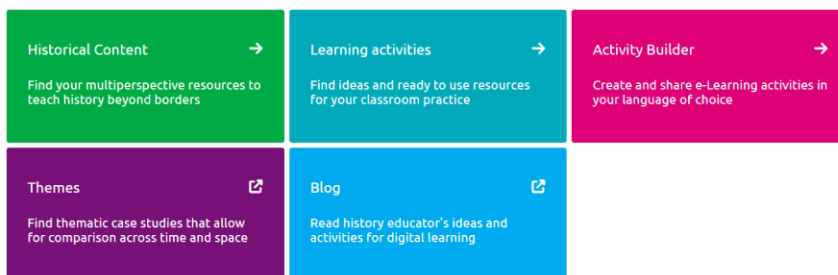 Historical Content
Find your multiperspective resources to
teach history beyond borders
Learning activities
Find ideas and ready to use resources
for your classroom practice
Activity Builder
Create and share e-Learning activities in
your language of choice
Themes
Find thematic case studies that allow
for comparison across time and space
Blog
Read history educator's ideas and
activities for digital learning